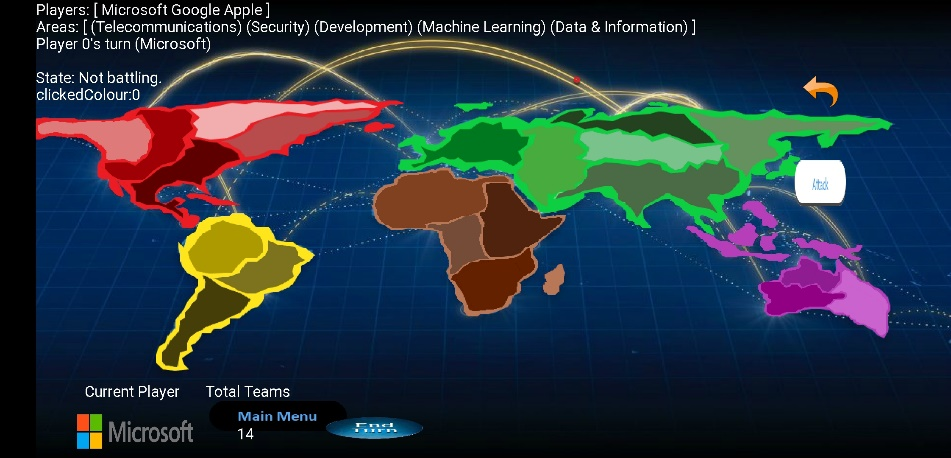 Players: [ Microsoft Google Apple ]
Areas: [ (Telecommunications) (Security) (Development) (Machine Learning) (Data & Information) ]
Player 0's turn (Microsoft)
State: Not battling.
clickedColour:0
Attack
Current Player
Total Teams
Microsoft
Main Menu
14
End Turn